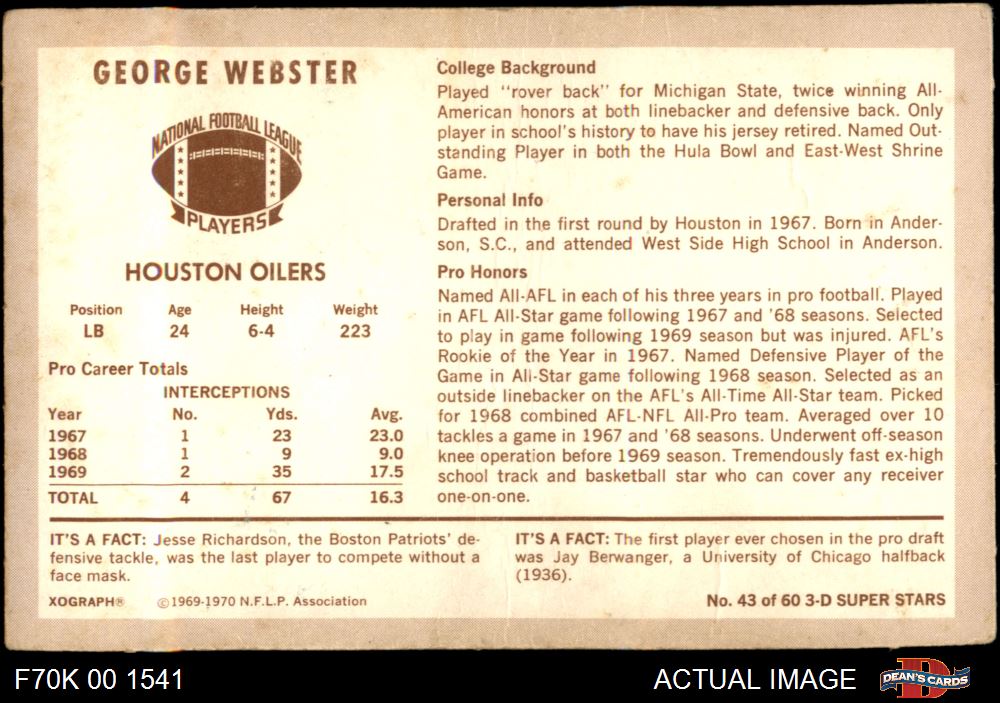 GEORGE WEBSTER
NATIONAL FOOTBALL LEAGUE
PLAYERS
HOUSTON OILERS
Position Age Height Weight
LB 24 6-4 223
Pro Career Totals
INTERCEPTIONS
Year No. Yds. Avg.
1967 1 23 23.0
1968 1 9 9.0
1969 2 35 17.5
TOTAL 4 67 16.3
College Background
Played "rover back" for Michigan State, twice winning All-
American honors at both linebacker and defensive back. Only
player in school's history to have his jersey retired. Named Out-
standing Player in both the Hula Bowl and East-West Shrine
Game.
Personal Info
Drafted in the first round by Houston in 1967. Born in Ander-
son, S.C., and attended West Side High School in Anderson.
Pro Honors
Named All-AFL in each of his three years in pro football. Played
in AFL All-Star game following 1967 and '68 seasons. Selected
to play in game following 1969 season but was injured. AFL's
Rookie of the Year in 1967. Named Defensive Player of the
Game in All-Star game following 1968 season. Selected as an
outside linebacker on the AFL's All-Time All-Star team. Picked
for 1968 combined AFL-NFL All-Pro team. Averaged over 10
tackles a game in 1967 and '68 seasons. Underwent off-season
knee operation before 1969 season. Tremendously fast ex-high
school track and basketball star who can cover any receiver
one-on-one.
IT'S A FACT: Jesse Richardson, the Boston Patriots' de-
fensive tackle, was the last player to compete without a
face mask.
IT'S A FACT: The first player ever chosen in the pro draft
was Jay Berwanger, a University of Chicago halfback
(1936).
XOGRAPH® ©1969-1970 N.F.L.P. Association
No. 43 of 60 3-D SUPER STARS
F70K 00 1541
ACTUAL IMAGE
D
DEAN'S CARDS